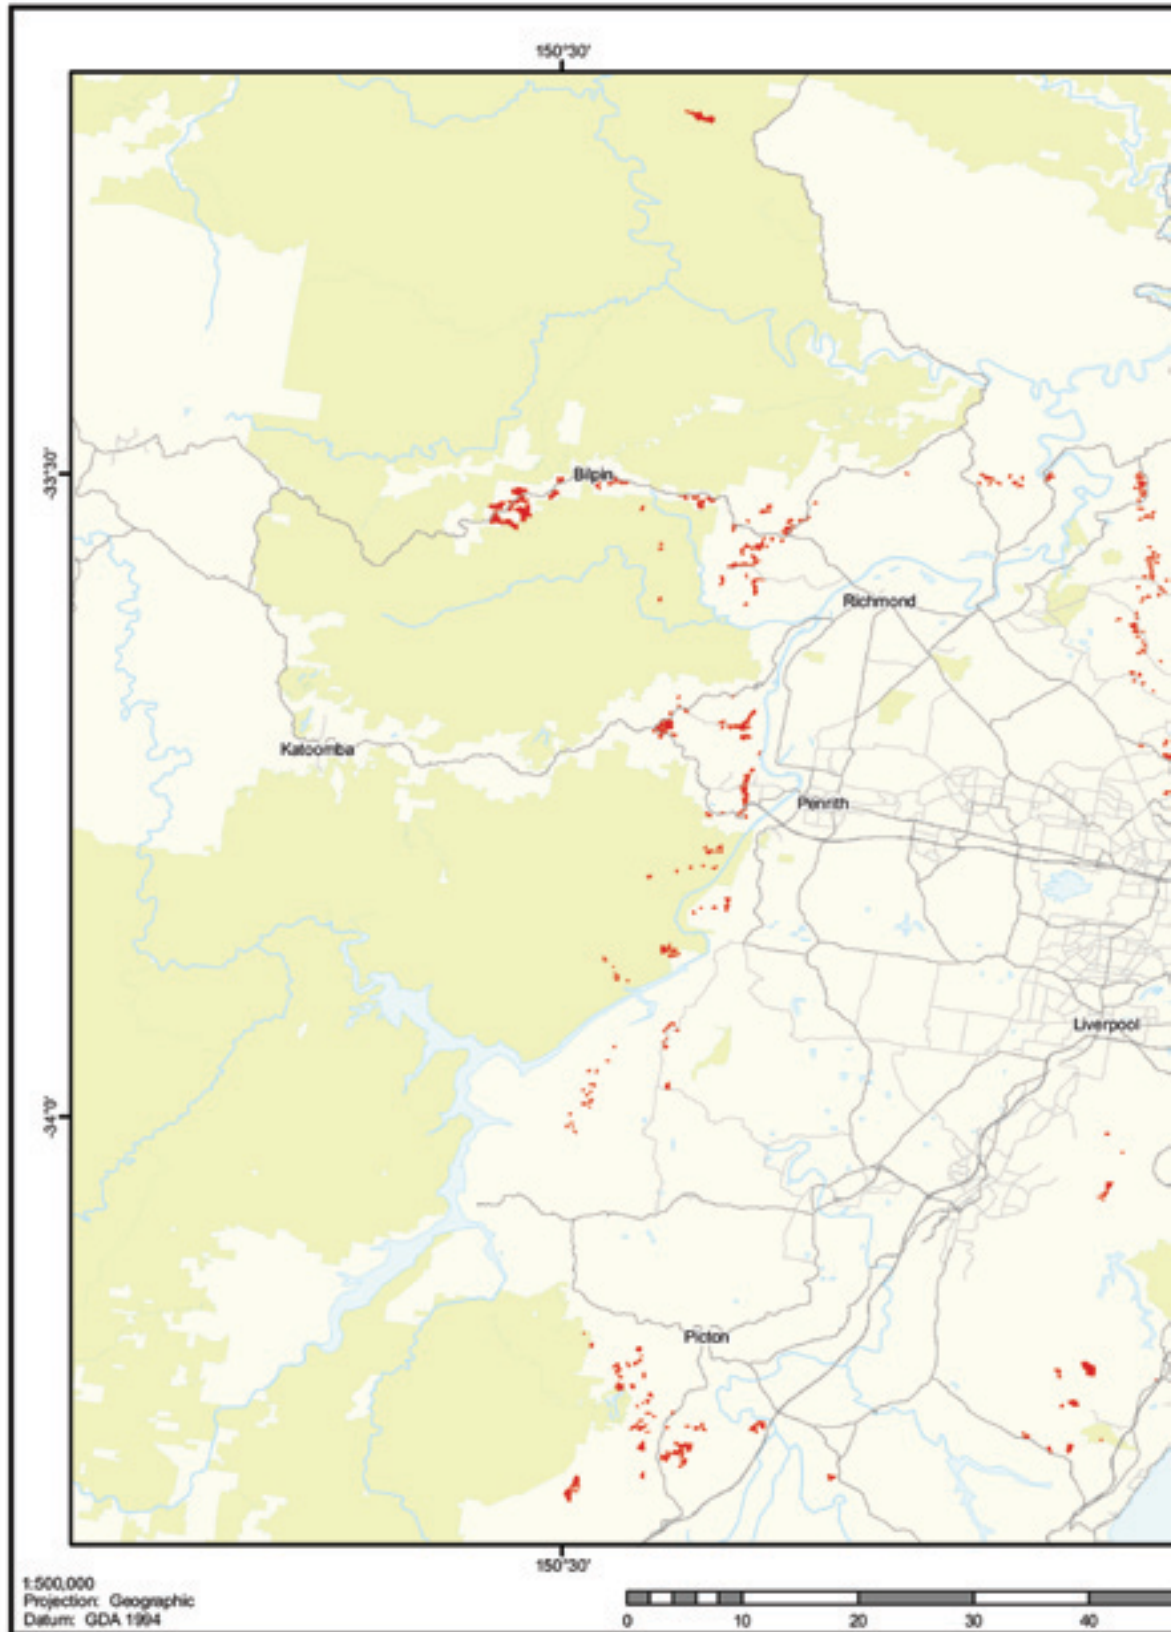 150°30'
-33°30'
Bilpin
Richmond
Katoomba
Penrith
Liverpool
-34°0'
Picton
150°30'
1:500,000
Projection: Geographic
Datum: GDA 1994
0 10 20 30 40